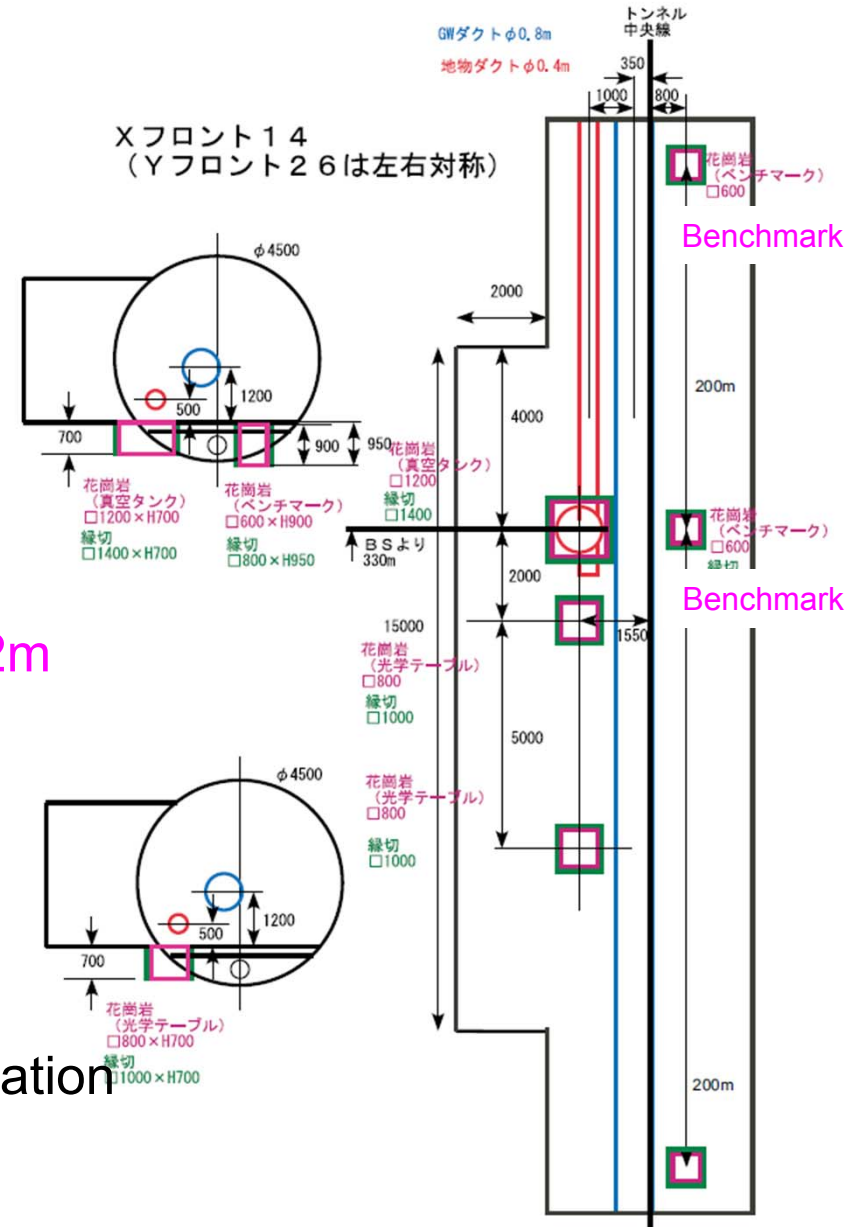 トンネル
中央線
GWダクトφ0.8m
地物ダクトφ0.4m
350
1000
800
Xフロント14
(Yフロント26は左右対称)
花崗岩
(ベンチマーク)
□600
Benchmark
φ4500
2000
200m
1200
500
4000
700
900
950
花崗岩
(真空タンク)
□1200
縁切
□1400
花崗岩
(真空タンク)
□1200×H700
縁切
□1400×H700
花崗岩
(ベンチマーク)
□600×H900
縁切
□800×H950
BSより
330m
花崗岩
(ベンチマーク)
□600
縁切
Benchmark
2000
15000
1550
2m
花崗岩
(光学テーブル)
□800
縁切
□1000
5000
φ4500
花崗岩
(光学テーブル)
□800
縁切
□1000
1200
500
700
花崗岩
(光学テーブル)
□800×H700
縁切
□1000×H700
ation
200m